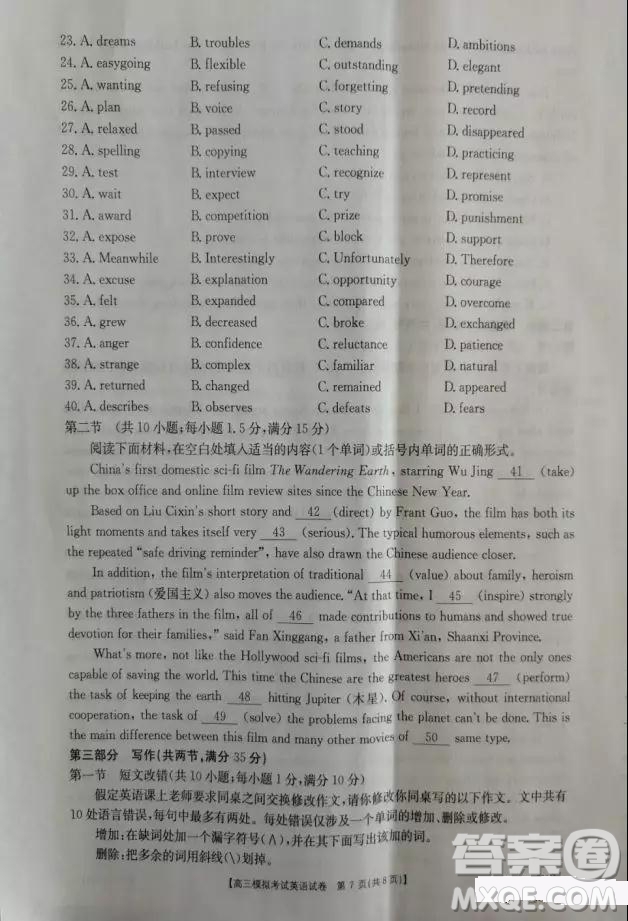 23. A. dreams B. troubles C. demands D. ambitions
24. A. easygoing B. flexible C. outstanding D. elegant
25. A. wanting B. refusing C. forgetting D. pretending
26. A. plan B. voice C. story D. record
27. A. relaxed B. passed C. stood D. disappeared
28. A. spelling B. copying C. teaching D. practicing
29. A. test B. interview C. recognize D. represent
30. A. wait B. expect C. try D. promise
31. A. award B. competition C. prize D. punishment
32. A. expose B. prove C. block D. support
33. A. Meanwhile B. Interestingly C. Unfortunately D. Therefore
34. A. excuse B. explanation C. opportunity D. courage
35. A. felt B. expanded C. compared D. overcome
36. A. grew B. decreased C. broke D. exchanged
37. A. anger B. confidence C. reluctance D. patience
38. A. strange B. complex C. familiar D. natural
39. A. returned B. changed C. remained D. appeared
40. A. describes B. observes C. defeats D. fears
第二节 (共10小题;每小题1.5分,满分15分)
阅读下面材料,在空白处填入适当的内容(1个单词)或括号内单词的正确形式。
China's first domestic sci-fi film The Wandering Earth, starring Wu Jing 41 (take)
up the box office and online film review sites since the Chinese New Year.
Based on Liu Cixin's short story and 42 (direct) by Frant Guo, the film has both its
light moments and takes itself very 43 (serious). The typical humorous elements, such as
the repeated "safe driving reminder", have also drawn the Chinese audience closer.
In addition, the film's interpretation of traditional 44 (value) about family, heroism
and patriotism (爱国主义) also moves the audience. "At that time, I 45 (inspire) strongly
by the three fathers in the film, all of 46 made contributions to humans and showed true
devotion for their families," said Fan Xinggang, a father from Xi'an, Shaanxi Province.
What's more, not like the Hollywood sci-fi films, the Americans are not the only ones
capable of saving the world. This time the Chinese are the greatest heroes 47 (perform)
the task of keeping the earth 48 hitting Jupiter (木星). Of course, without international
cooperation, the task of 49 (solve) the problems facing the planet can't be done. This is
the main difference between this film and many other movies of 50 same type.
第三部分 写作(共两节,满分35分)
第一节 短文改错(共10小题;每小题1分,满分10分)
假定英语课上老师要求同桌之间交换修改作文,请你修改你同桌写的以下作文。文中共有
10处语言错误,每句中最多有两处。每处错误仅涉及一个单词的增加、删除或修改。
增加:在缺词处加一个漏字符号(∧),并在其下面写出该加的词。
删除:把多余的词用斜线(\)划掉。
【高三模拟考试英语试卷 第7页(共8页)】
答案卷